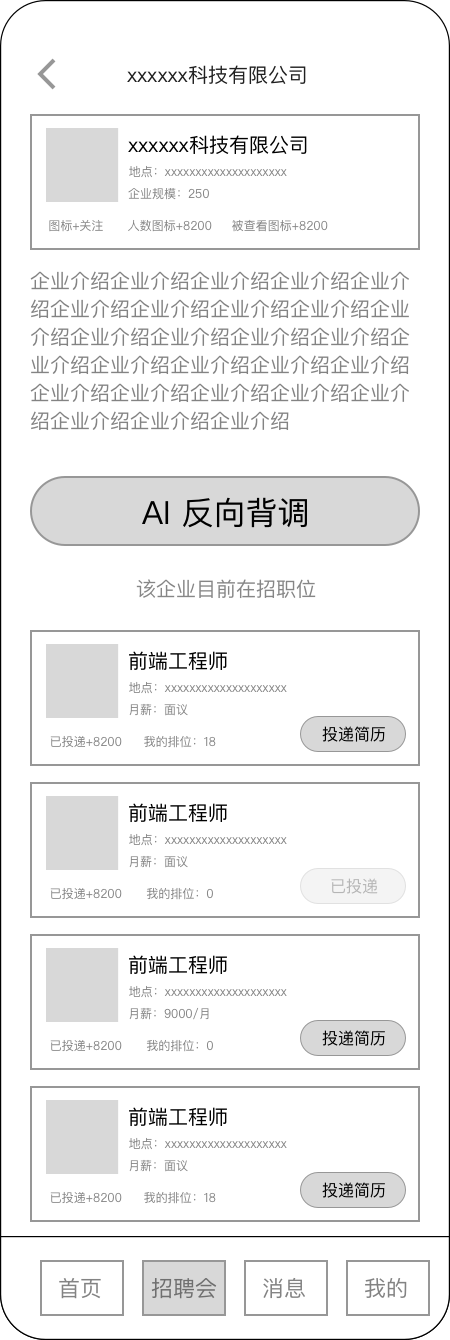 xxxxxx科技有限公司
xxxxxx科技有限公司
地点：xxxxxxxxxxxxxxxxxxxx
企业规模：250
图标+关注 人数图标+8200 被查看图标+8200
企业介绍企业介绍企业介绍企业介绍企业介
绍企业介绍企业介绍企业介绍企业介绍企业
介绍企业介绍企业介绍企业介绍企业介绍企
业介绍企业介绍企业介绍企业介绍企业介绍
企业介绍企业介绍企业介绍企业介绍企业介
绍企业介绍企业介绍企业介绍
AI 反向背调
该企业目前在招职位
前端工程师
地点：xxxxxxxxxxxxxxxxxxxx
月薪：面议
已投递+8200 我的排位：18 投递简历
前端工程师
地点：xxxxxxxxxxxxxxxxxxxx
月薪：面议
已投递+8200 我的排位：0 已投递
前端工程师
地点：xxxxxxxxxxxxxxxxxxxx
月薪：9000/月
已投递+8200 我的排位：0 投递简历
前端工程师
地点：xxxxxxxxxxxxxxxxxxxx
月薪：面议
已投递+8200 我的排位：18 投递简历
首页 招聘会 消息 我的